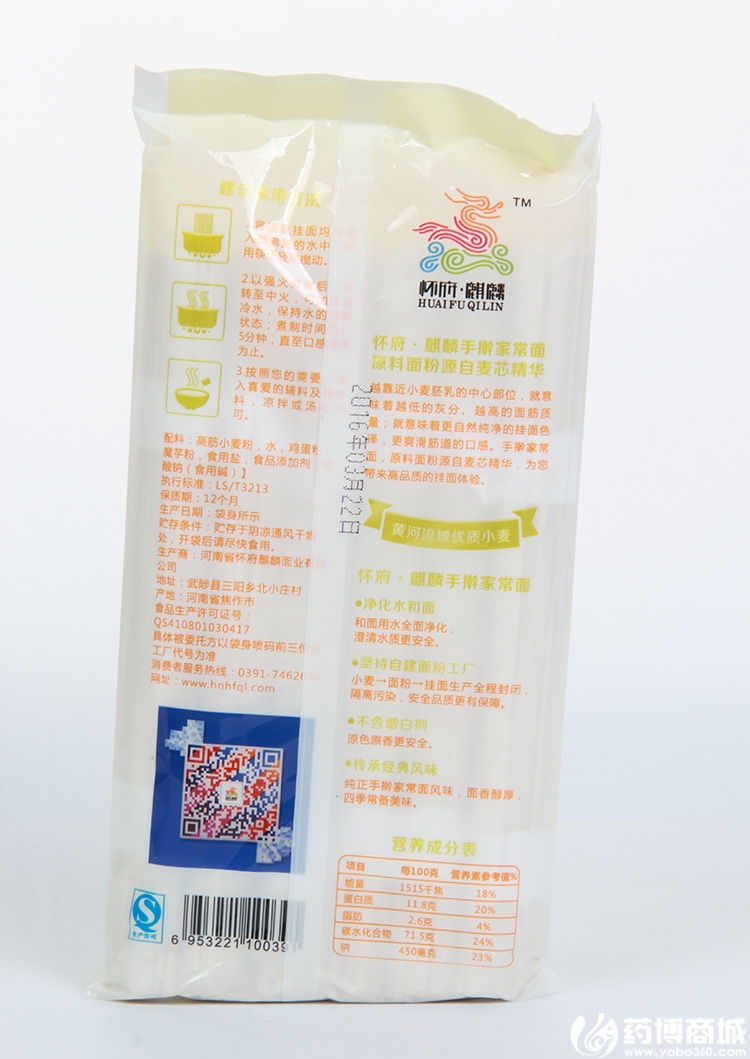 建议食用方法
挂面均
的水中
搅动。
2.以强火
转至中火,可
冷水,保持水的
状态;煮制时间
5分钟,直至口感
为止。
3.按照您的需要
入喜爱的辅料及
料,凉拌或汤
可。
配料:高筋小麦粉,水,鸡蛋粉
魔芋粉,食用盐,食品添加剂
酸钠(食用碱)】
执行标准:LS/T3213
保质期:12个月
生产日期:袋身所示
贮存条件:贮存于阴凉通风干燥
处,开袋后请尽快食用。
生产商:河南省怀府麒麟面业有
公司
地址:武陟县三阳乡北小庄村
产地:河南省焦作市
食品生产许可证号:
QS410801030417
具体被委托方以袋身喷码前三位
工厂代号为准
消费者服务热线:0391-7462
网址:www.hnhfql.com
生产许可
6 953221 100391
2016年03月22日
TM
怀府·麒麟
HUAIFUQILIN
怀府·麒麟手擀家常面
原料面粉源自麦芯精华
越靠近小麦胚乳的中心部位,就意
味着越低的灰分、越高的面筋质
量;就意味着更自然纯净的挂面色
泽,更爽滑筋道的口感。手擀家常
面,原料面粉源自麦芯精华,为您
带来高品质的挂面体验。
黄河流域优质小麦
怀府·麒麟手擀家常面
●净化水和面
和面用水全面净化,
澄清水质更安全。
●坚持自建面粉工厂
小麦→面粉→挂面生产全程封闭,
隔离污染,安全品质更有保障。
●不含增白剂
原色原香更安全。
●传承经典风味
纯正手擀家常面风味,面香醇厚,
四季常备美味。
营养成分表
项目 每100克 营养素参考值%
能量 1515千焦 18%
蛋白质 11.8克 20%
脂肪 2.6克 4%
碳水化合物 71.5克 24%
钠 450毫克 23%
药博商城
www.yobo360.com